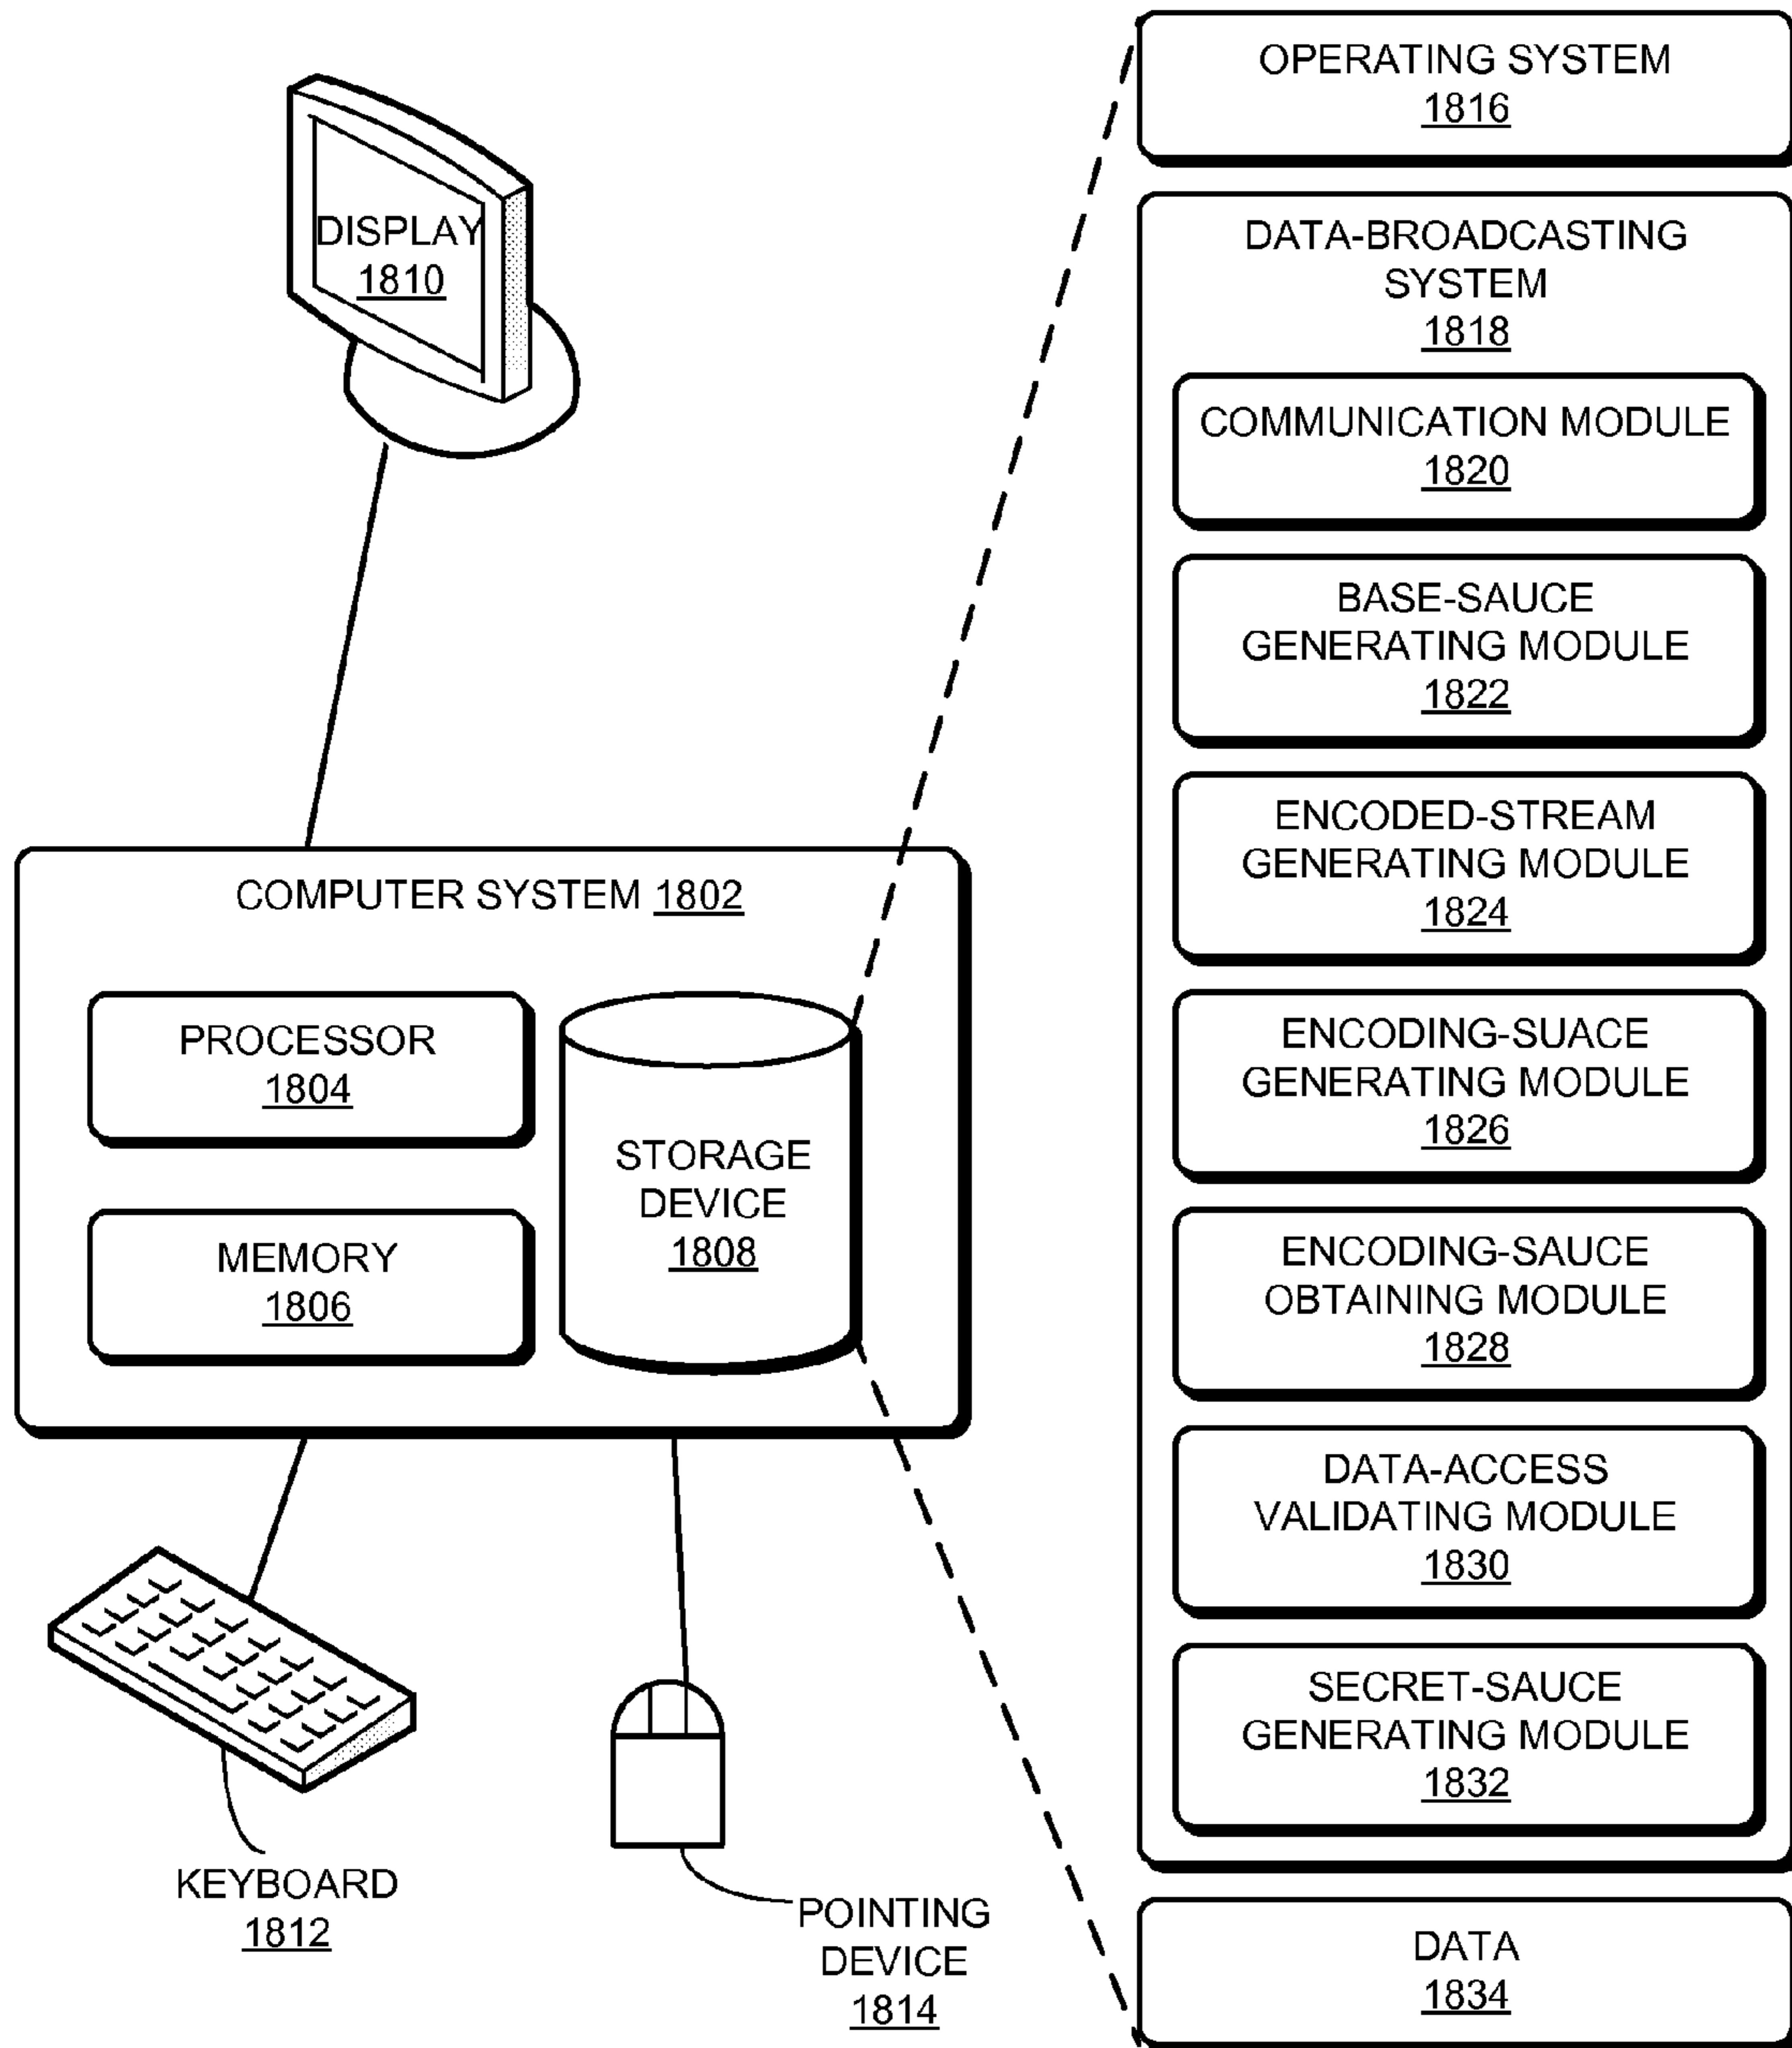 DISPLAY
1810
COMPUTER SYSTEM 1802
PROCESSOR
1804
MEMORY
1806
STORAGE
DEVICE
1808
KEYBOARD
1812
POINTING
DEVICE
1814
OPERATING SYSTEM
1816
DATA-BROADCASTING
SYSTEM
1818
COMMUNICATION MODULE
1820
BASE-SAUCE
GENERATING MODULE
1822
ENCODED-STREAM
GENERATING MODULE
1824
ENCODING-SUACE
GENERATING MODULE
1826
ENCODING-SAUCE
OBTAINING MODULE
1828
DATA-ACCESS
VALIDATING MODULE
1830
SECRET-SAUCE
GENERATING MODULE
1832
DATA
1834